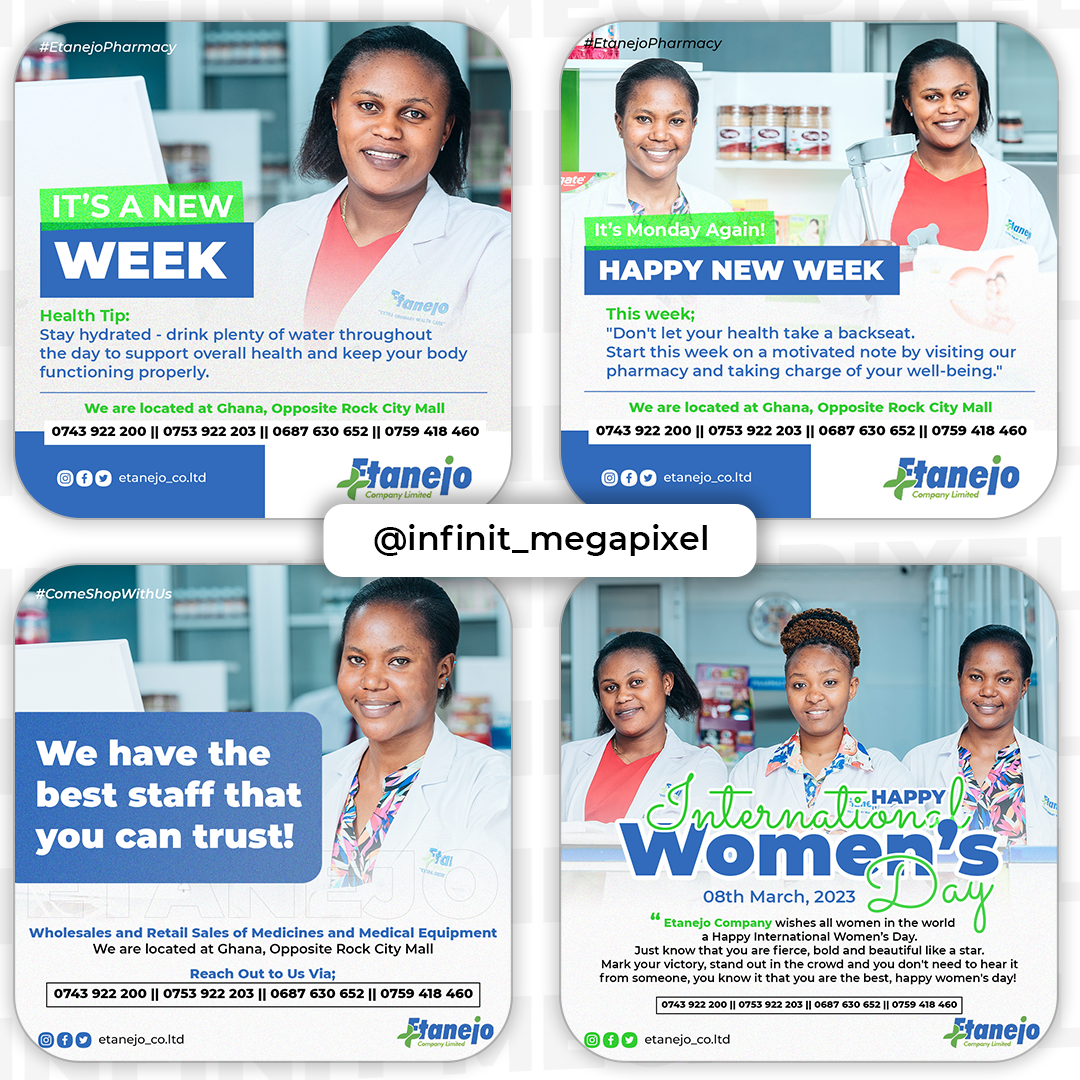 #EtanejoPharmacy
IT'S A NEW
WEEK
Etanejo
Health Tip:
Stay hydrated - drink plenty of water throughout
the day to support overall health and keep your body
functioning properly.
We are located at Ghana, Opposite Rock City Mall
0743 922 200 || 0753 922 203 || 0687 630 652 || 0759 418 460
etanejo_co.ltd
Etanejo
Company Limited
#EtanejoPharmacy
gate
It's Monday Again!
HAPPY NEW WEEK
This week;
"Don't let your health take a backseat.
Start this week on a motivated note by visiting our
pharmacy and taking charge of your well-being."
We are located at Ghana, Opposite Rock City Mall
0743 922 200 || 0753 922 203 || 0687 630 652 || 0759 418 460
etanejo_co.ltd
Etanejo
Company Limited
@infinit_megapixel
#ComeShopWithUs
We have the
best staff that
you can trust!
ETANEJO
Wholesales and Retail Sales of Medicines and Medical Equipment
We are located at Ghana, Opposite Rock City Mall
Reach Out to Us Via;
0743 922 200 || 0753 922 203 || 0687 630 652 || 0759 418 460
etanejo_co.ltd
Etanejo
Company Limited
HAPPY
International
Women's
Day
08th March, 2023
“ Etanejo Company wishes all women in the world
a Happy International Women's Day.
Just know that you are fierce, bold and beautiful like a star.
Mark your victory, stand out in the crowd and you don't need to hear it
from someone, you know it that you are the best, happy women's day!
0743 922 200 || 0753 922 203 || 0687 630 652 || 0759 418 460
etanejo_co.ltd
Etanejo
Company Limited